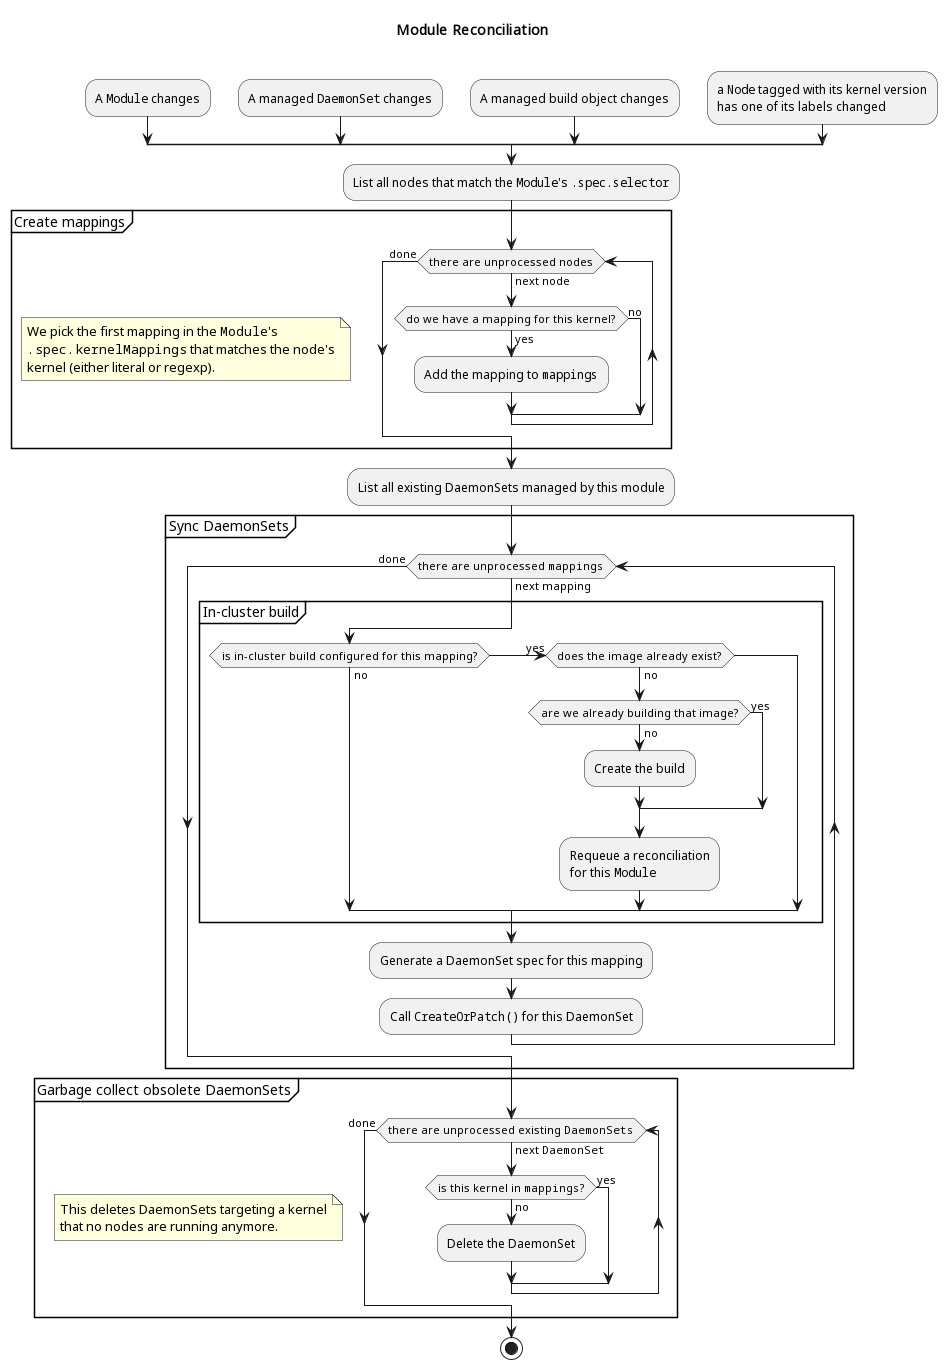 Module Reconciliation
A Module changes
A managed DaemonSet changes
A managed build object changes
a Node tagged with its kernel version
has one of its labels changed
List all nodes that match the Module's .spec.selector
Create mappings
done
there are unprocessed nodes
next node
do we have a mapping for this kernel?
no
We pick the first mapping in the Module's
.spec.kernelMappings that matches the node's
kernel (either literal or regexp).
yes
Add the mapping to mappings
List all existing DaemonSets managed by this module
Sync DaemonSets
done
there are unprocessed mappings
next mapping
In-cluster build
is in-cluster build configured for this mapping?
yes
does the image already exist?
no
no
are we already building that image?
yes
no
Create the build
Requeue a reconciliation
for this Module
Generate a DaemonSet spec for this mapping
Call CreateOrPatch() for this DaemonSet
Garbage collect obsolete DaemonSets
done
there are unprocessed existing DaemonSets
next DaemonSet
is this kernel in mappings?
yes
This deletes DaemonSets targeting a kernel
that no nodes are running anymore.
no
Delete the DaemonSet